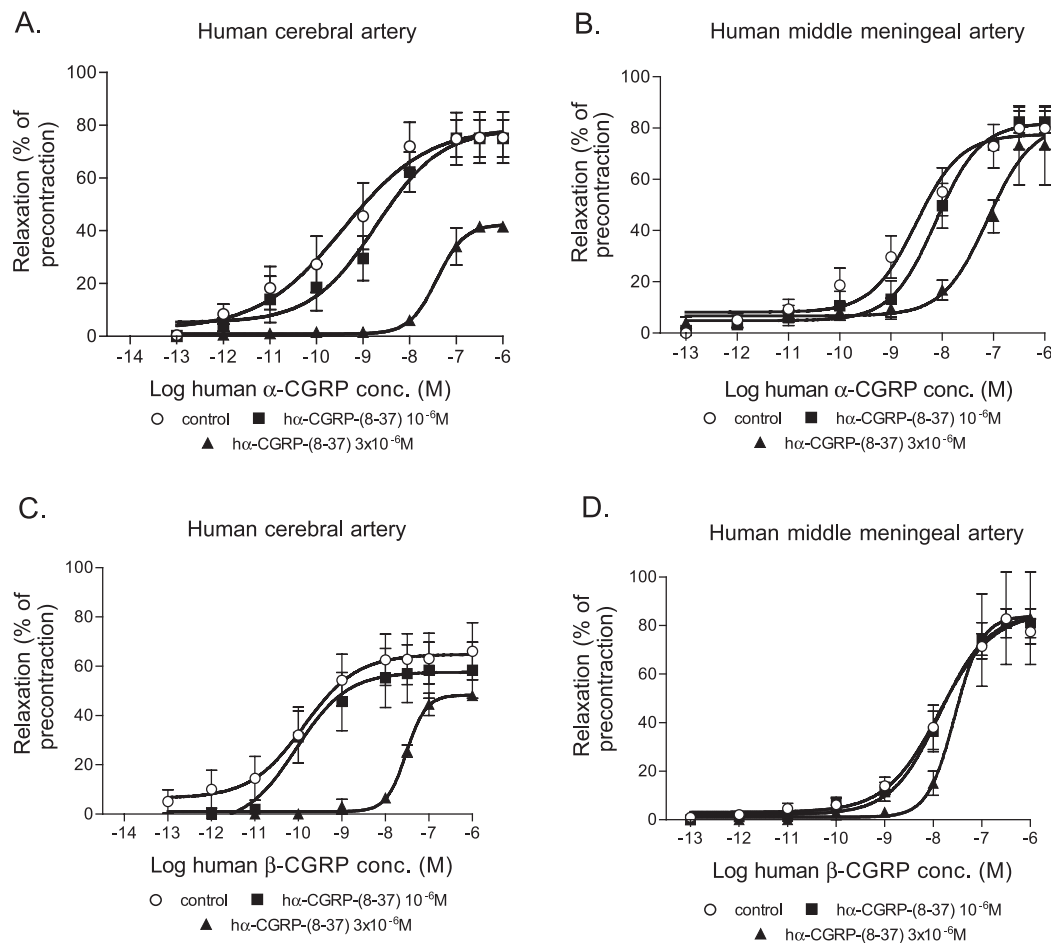 A.
Human cerebral artery
Relaxation (% of
precontraction)
100
80
60
40
20
0
-14 -13 -12 -11 -10 -9 -8 -7 -6
Log human α-CGRP conc. (M)
control hα-CGRP-(8-37) 10⁻⁶M
hα-CGRP-(8-37) 3x10⁻⁶M
B.
Human middle meningeal artery
Relaxation (% of
precontraction)
100
80
60
40
20
0
-13 -12 -11 -10 -9 -8 -7 -6
Log human α-CGRP conc. (M)
control hα-CGRP-(8-37) 10⁻⁶M
hα-CGRP-(8-37) 3x10⁻⁶M
C.
Human cerebral artery
Relaxation (% of
precontraction)
100
80
60
40
20
0
-14 -13 -12 -11 -10 -9 -8 -7 -6
Log human β-CGRP conc. (M)
control hα-CGRP-(8-37) 10⁻⁶M
hα-CGRP-(8-37) 3x10⁻⁶M
D.
Human middle meningeal artery
Relaxation (% of
precontraction)
100
80
60
40
20
0
-13 -12 -11 -10 -9 -8 -7 -6
Log human β-CGRP conc. (M)
control hα-CGRP-(8-37) 10⁻⁶M
hα-CGRP-(8-37) 3x10⁻⁶M